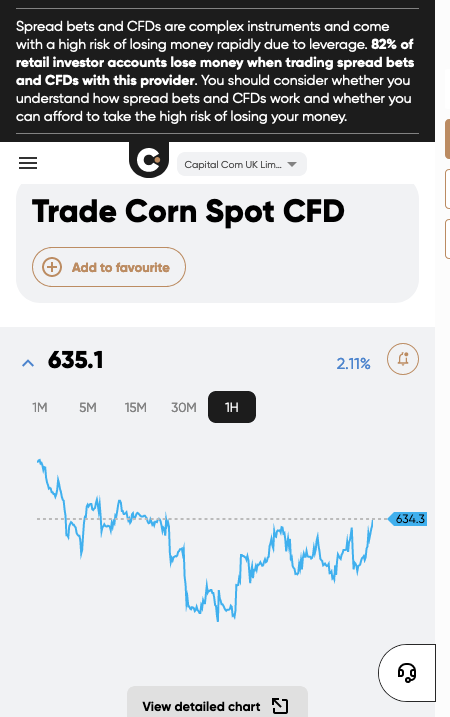 Spread bets and CFDs are complex instruments and come
with a high risk of losing money rapidly due to leverage. 82% of
retail investor accounts lose money when trading spread bets
and CFDs with this provider. You should consider whether you
understand how spread bets and CFDs work and whether you
can afford to take the high risk of losing your money.
Capital Com UK Lim...
Trade Corn Spot CFD
Add to favourite
635.1
2.11%
1M 5M 15M 30M 1H
634.3
View detailed chart